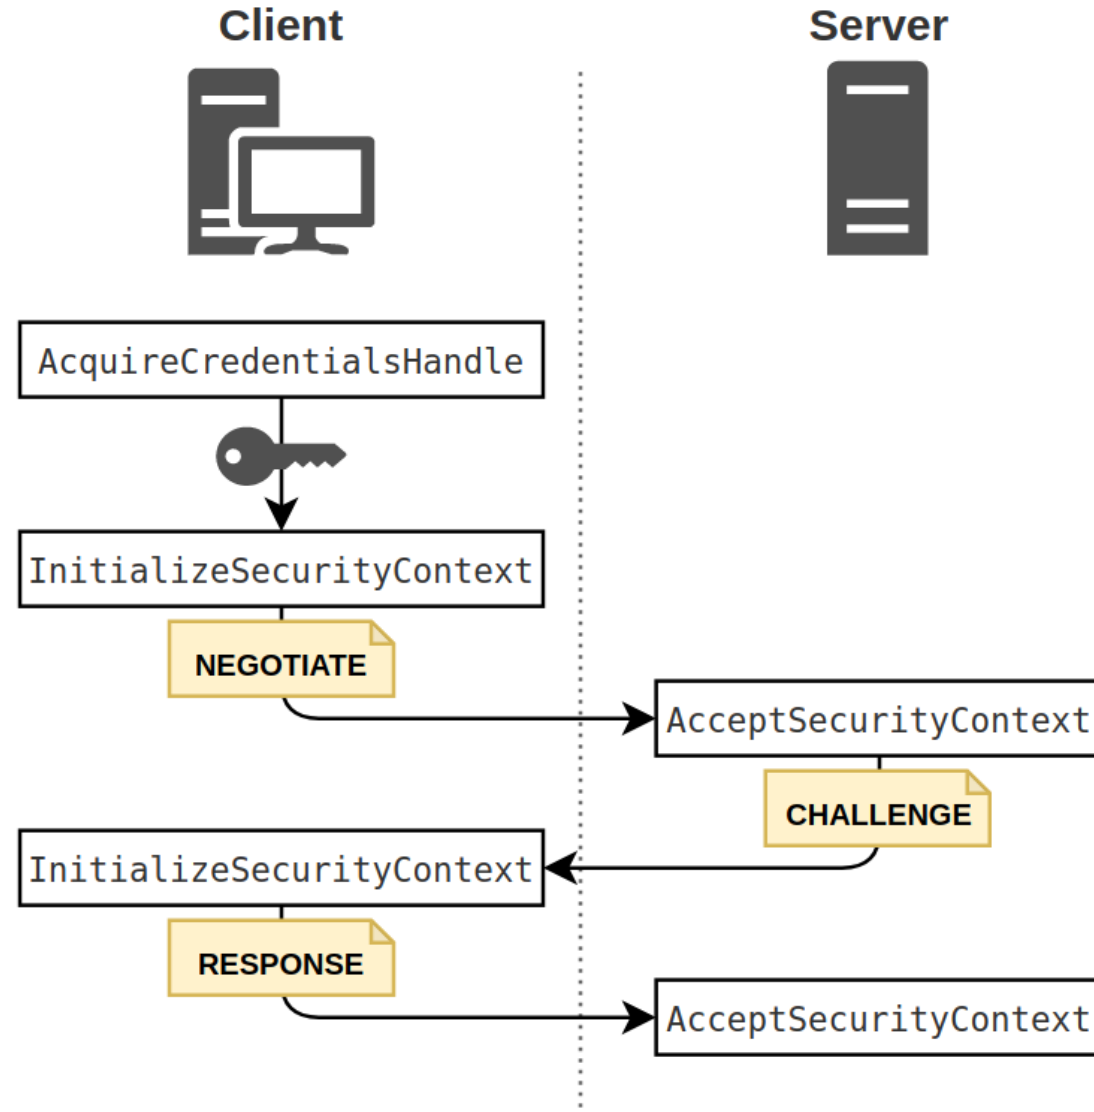 Client
Server
AcquireCredentialsHandle
InitializeSecurityContext
NEGOTIATE
AcceptSecurityContext
CHALLENGE
InitializeSecurityContext
RESPONSE
AcceptSecurityContext